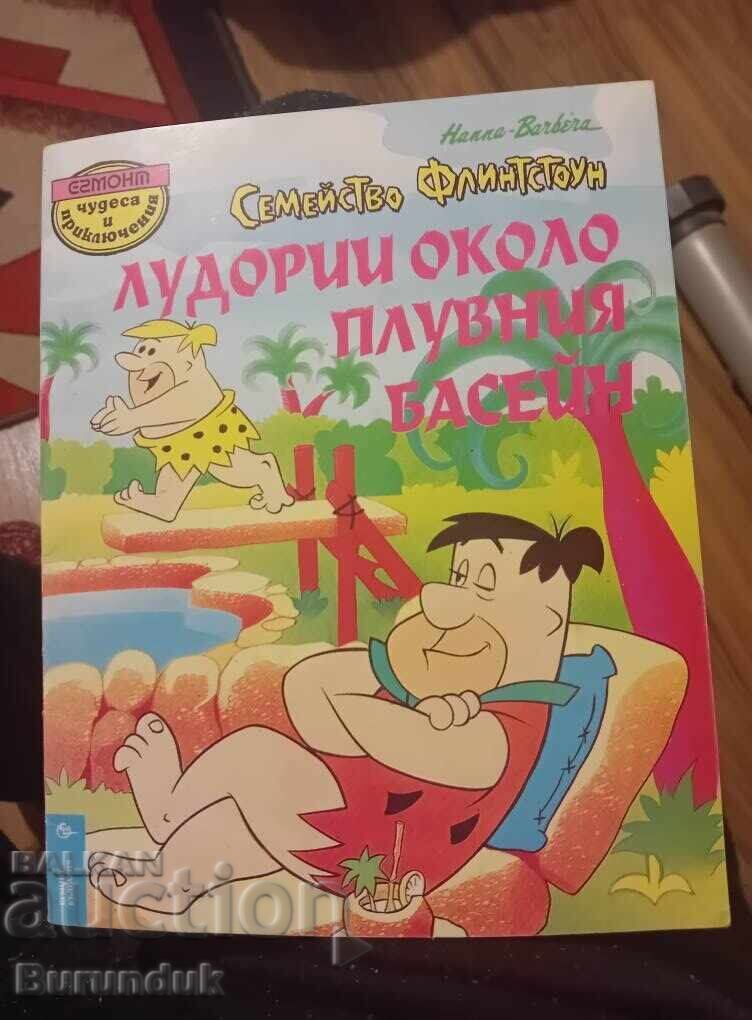 Hanna-Barbera
ЕГМОНТ
чудеса
и
приключения
Семейство Флинтстоун
ЛУДОРИИ ОКОЛО
ПЛУВНИЯ
БАСЕЙН
BALKAN
auction
Burunduk